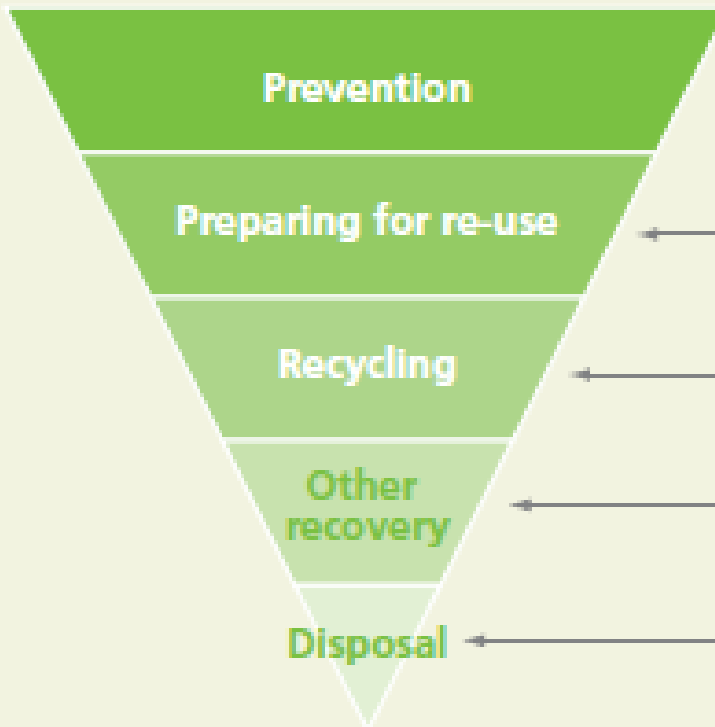 Prevention
Preparing for re-use
Recycling
Other
recovery
Disposal